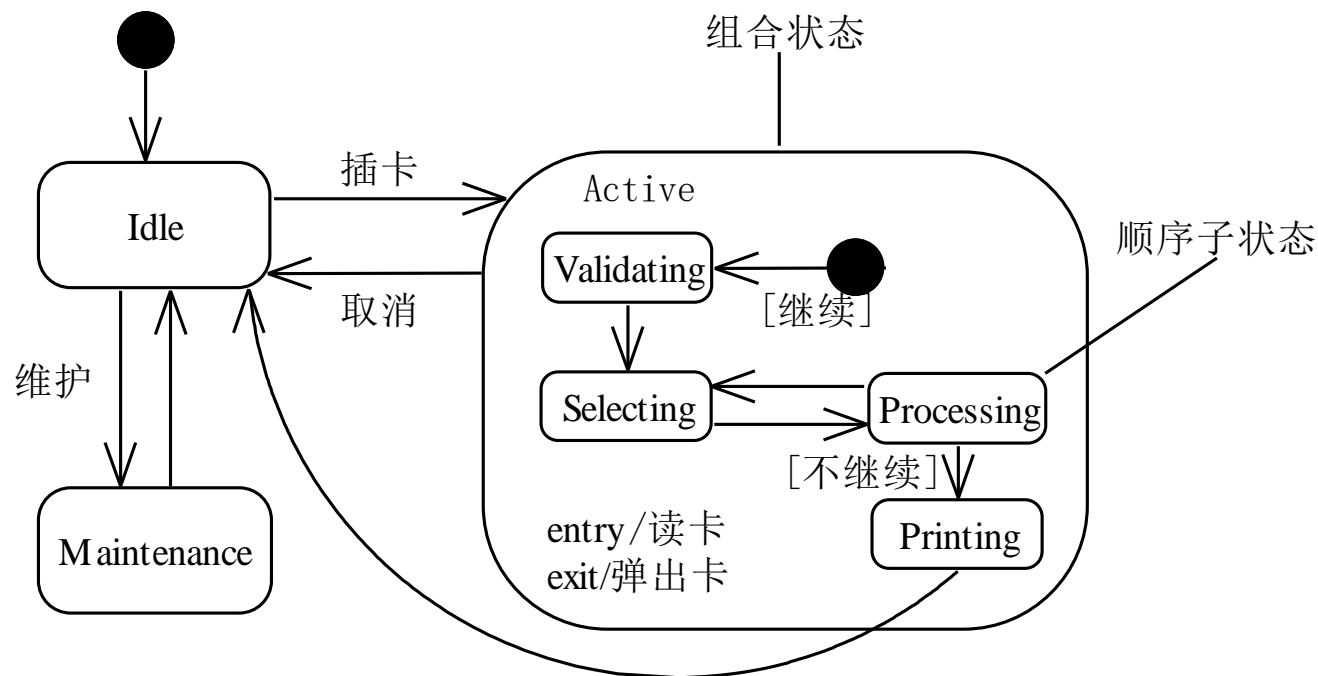 组合状态
插卡
Active
Idle
顺序子状态
Validating
取消
[继续]
维护
Selecting
Processing
[不继续]
Maintenance
entry/读卡
Printing
exit/弹出卡